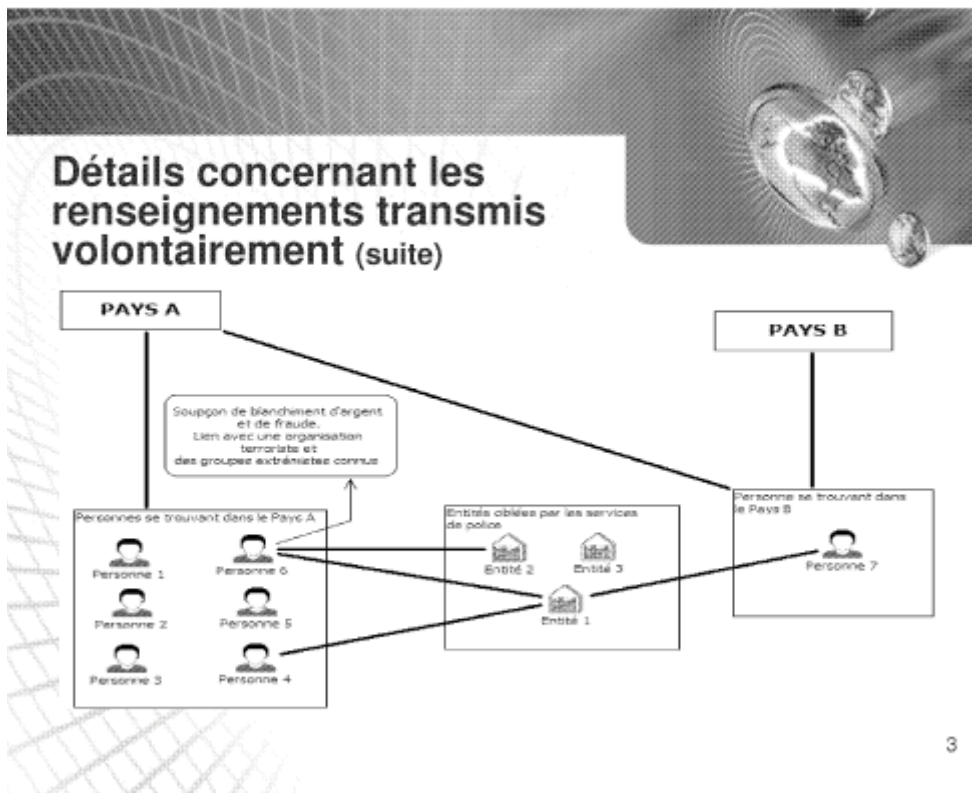 Détails concernant les
renseignements transmis
volontairement (suite)
PAYS A
PAYS B
Soupçon de blanchiment d'argent
et de fraude.
Lien avec une organisation
terroriste et
des groupes extrémistes connus
Personnes se trouvant dans le Pays A
Personne 1
Personne 6
Personne 2
Personne 5
Personne 3
Personne 4
Entités ciblées par les services
de police
Entité 2
Entité 3
Entité 1
Personne se trouvant dans
le Pays B
Personne 7
3